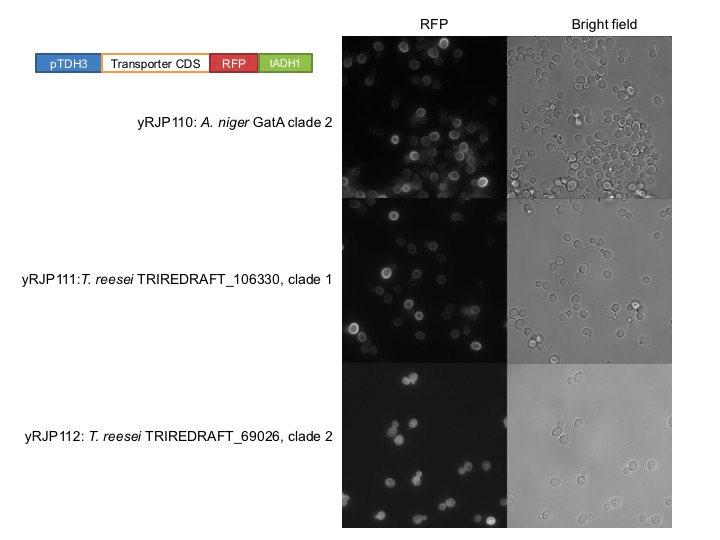 RFP
Bright field
pTDH3 Transporter CDS RFP tADH1
yRJP110: A. niger GatA clade 2
yRJP111:T. reesei TRIREDRAFT_106330, clade 1
yRJP112: T. reesei TRIREDRAFT_69026, clade 2